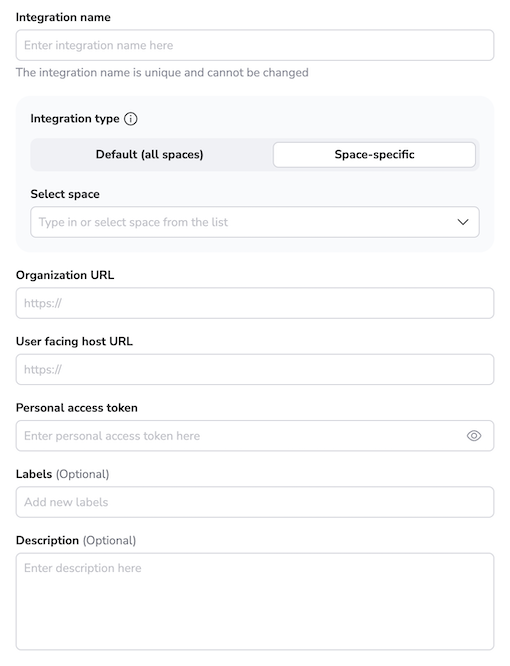 Integration name
Enter integration name here
The integration name is unique and cannot be changed
Integration type
Default (all spaces)
Space-specific
Select space
Type in or select space from the list
Organization URL
https://
User facing host URL
https://
Personal access token
Enter personal access token here
Labels (Optional)
Add new labels
Description (Optional)
Enter description here